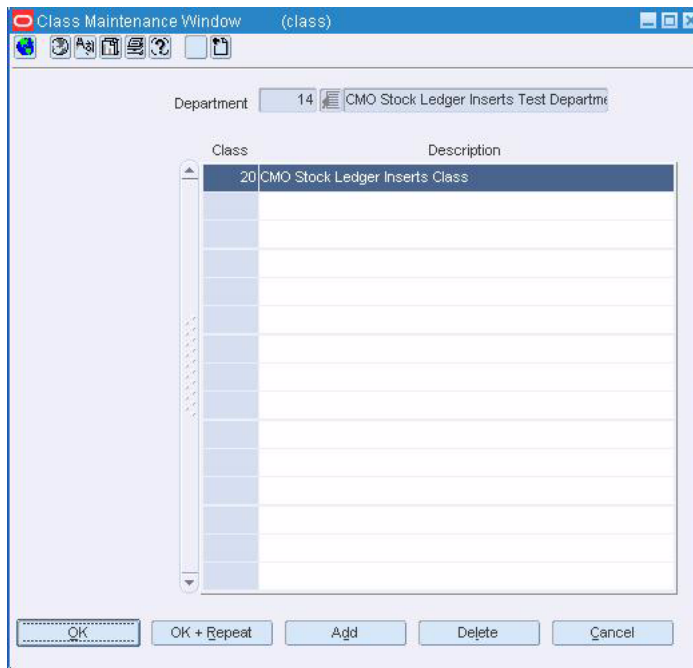 Class Maintenance Window (class)
Department 14 CMO Stock Ledger Inserts Test Departme
Class Description
20 CMO Stock Ledger Inserts Class
OK OK + Repeat Add Delete Cancel